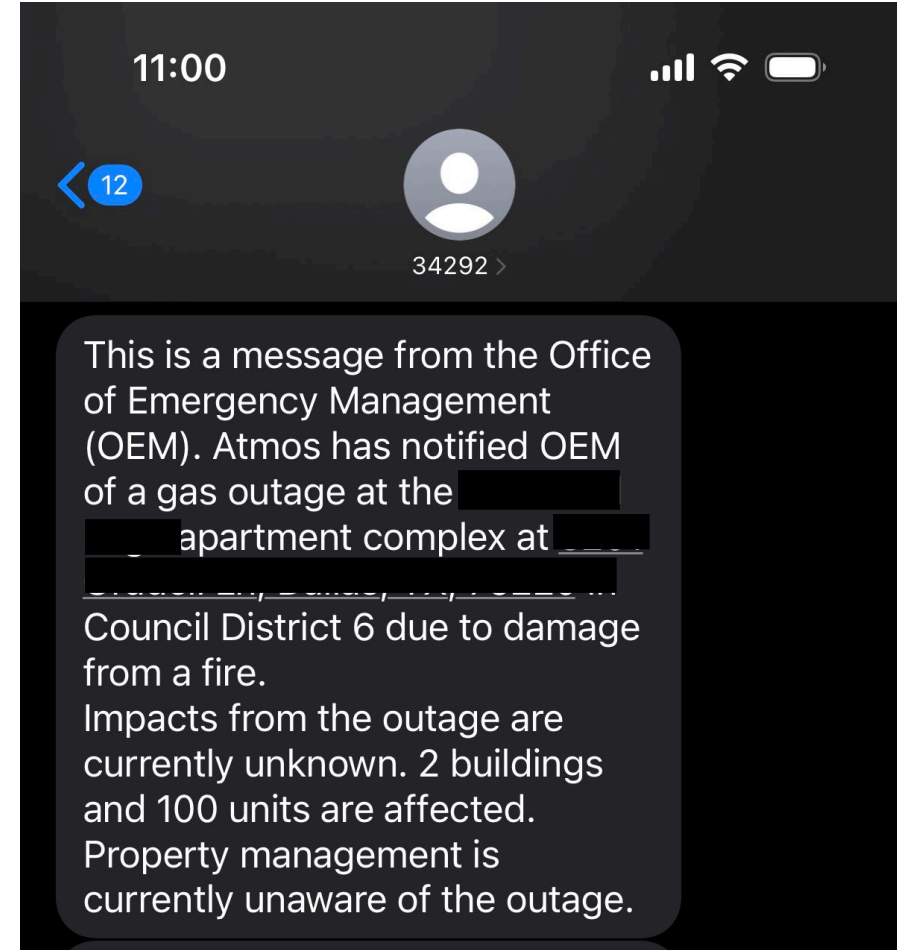 11:00
12
34292
This is a message from the Office
of Emergency Management
(OEM). Atmos has notified OEM
of a gas outage at the
apartment complex at
Council District 6 due to damage
from a fire.
Impacts from the outage are
currently unknown. 2 buildings
and 100 units are affected.
Property management is
currently unaware of the outage.